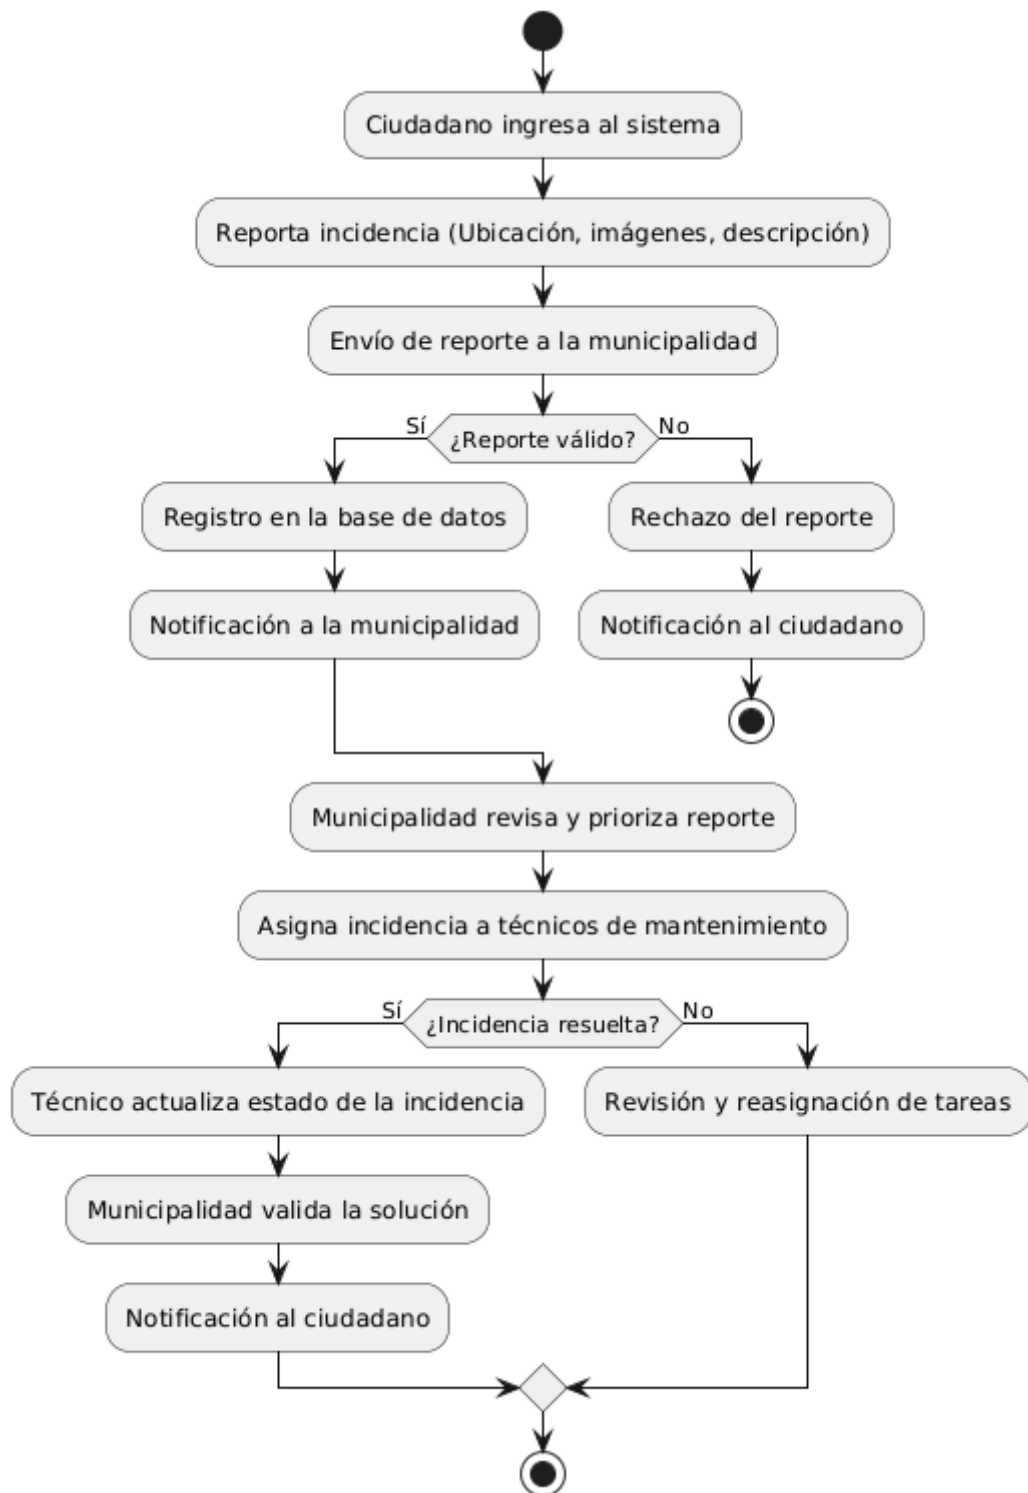 Ciudadano ingresa al sistema
Reporta incidencia (Ubicación, imágenes, descripción)
Envío de reporte a la municipalidad
Sí
¿Reporte válido?
No
Registro en la base de datos
Rechazo del reporte
Notificación a la municipalidad
Notificación al ciudadano
Municipalidad revisa y prioriza reporte
Asigna incidencia a técnicos de mantenimiento
Sí
¿Incidencia resuelta?
No
Técnico actualiza estado de la incidencia
Revisión y reasignación de tareas
Municipalidad valida la solución
Notificación al ciudadano